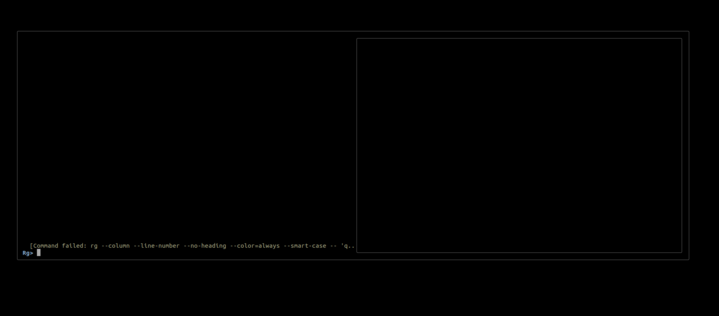 [Command failed: rg --column --line-number --no-heading --color=always --smart-case -- 'q..
Rg>